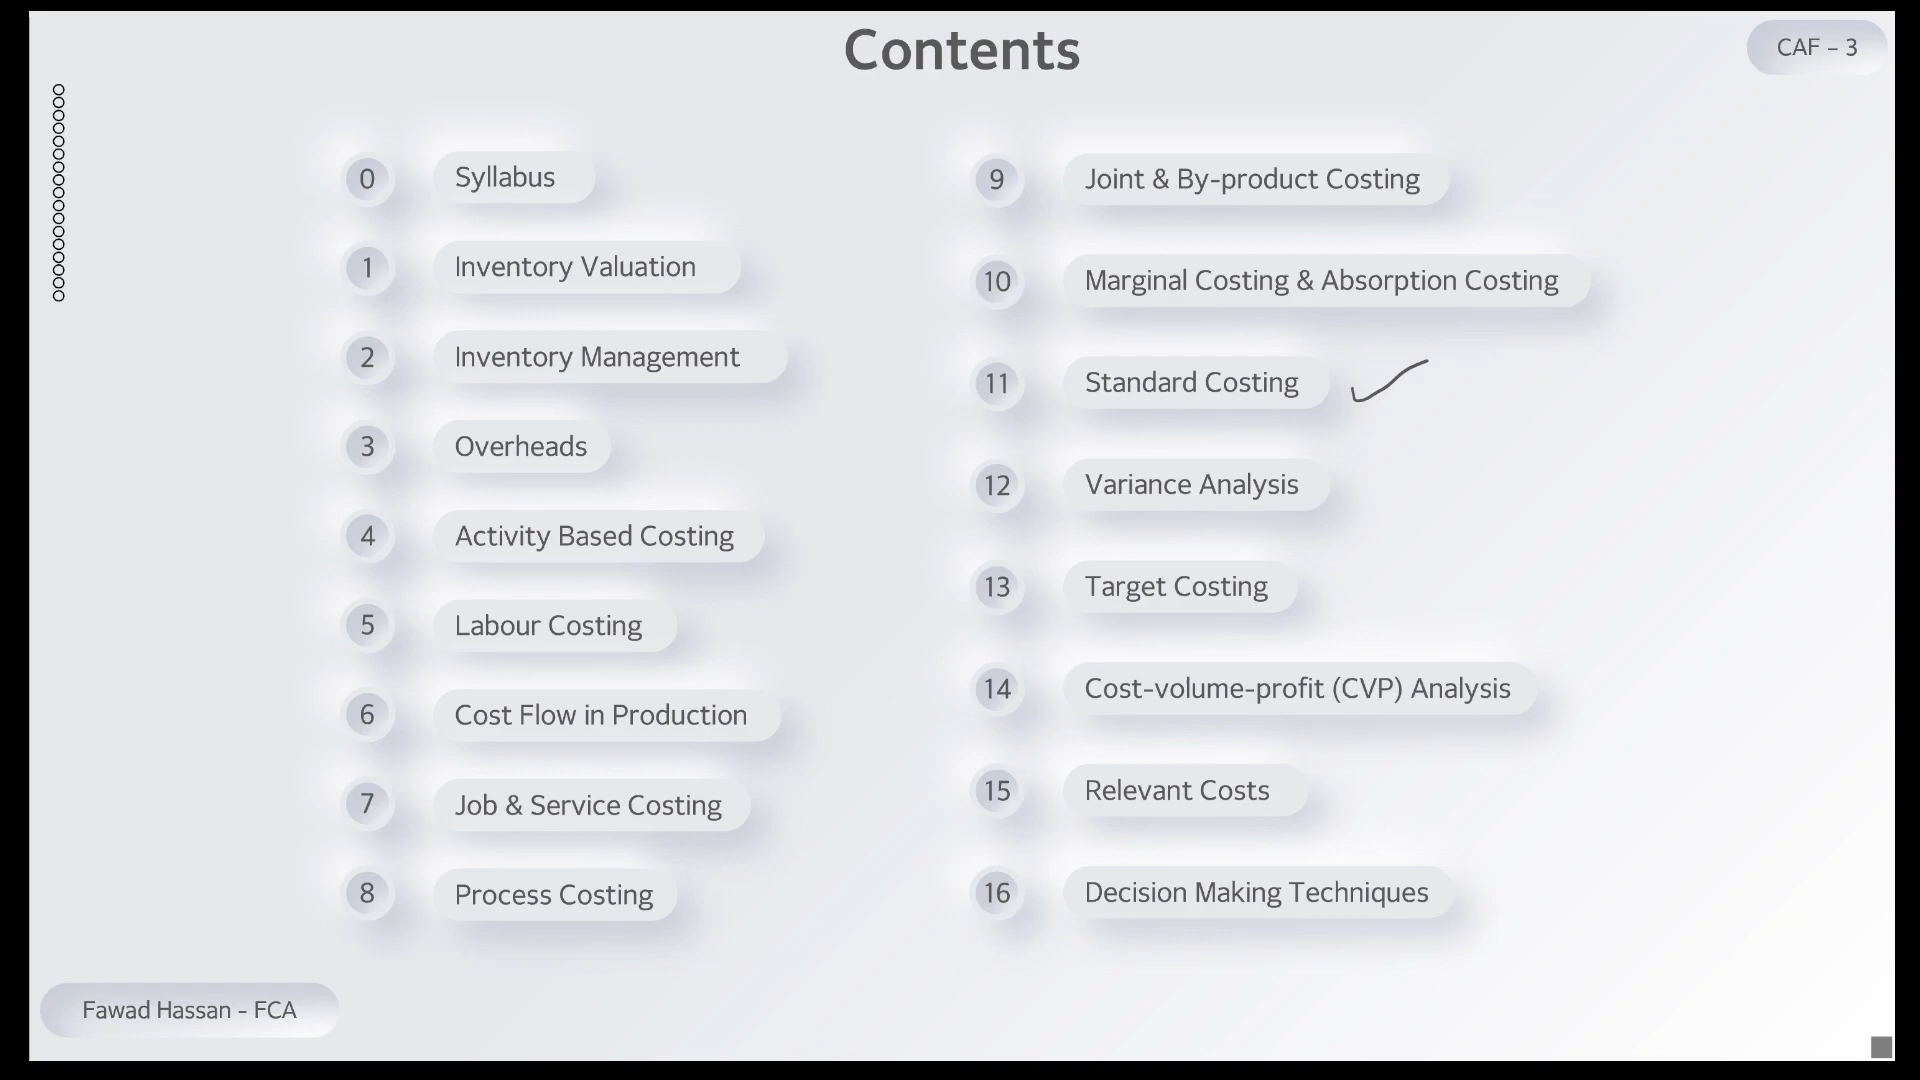 Contents
CAF – 3
0 Syllabus
1 Inventory Valuation
2 Inventory Management
3 Overheads
4 Activity Based Costing
5 Labour Costing
6 Cost Flow in Production
7 Job & Service Costing
8 Process Costing
9 Joint & By-product Costing
10 Marginal Costing & Absorption Costing
11 Standard Costing
12 Variance Analysis
13 Target Costing
14 Cost-volume-profit (CVP) Analysis
15 Relevant Costs
16 Decision Making Techniques
Fawad Hassan - FCA